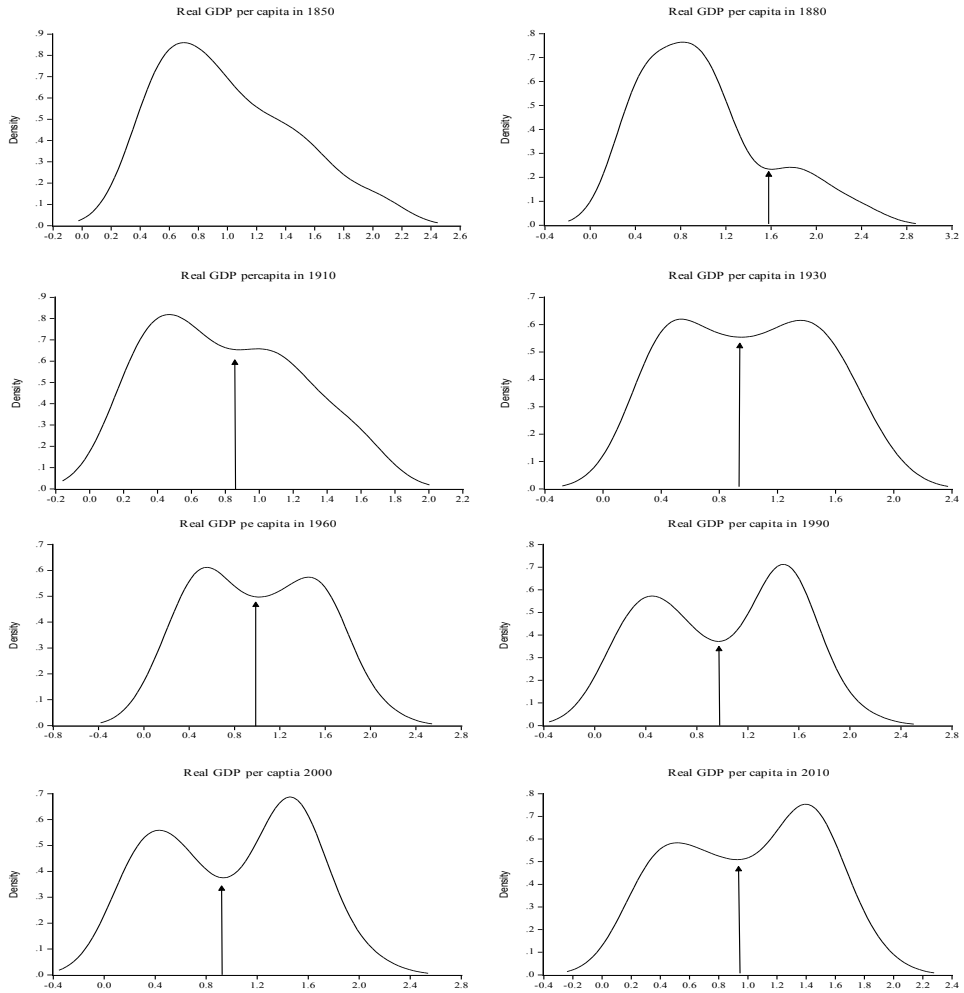 Real GDP per capita in 1850
Density
.9
.8
.7
.6
.5
.4
.3
.2
.1
.0
-0.2 0.0 0.2 0.4 0.6 0.8 1.0 1.2 1.4 1.6 1.8 2.0 2.2 2.4 2.6
Real GDP per capita in 1880
Density
.8
.7
.6
.5
.4
.3
.2
.1
.0
-0.4 0.0 0.4 0.8 1.2 1.6 2.0 2.4 2.8 3.2
Real GDP percapita in 1910
Density
.9
.8
.7
.6
.5
.4
.3
.2
.1
.0
-0.2 0.0 0.2 0.4 0.6 0.8 1.0 1.2 1.4 1.6 1.8 2.0 2.2
Real GDP per capita in 1930
Density
.7
.6
.5
.4
.3
.2
.1
.0
-0.4 0.0 0.4 0.8 1.2 1.6 2.0 2.4
Real GDP pe capita in 1960
Density
.7
.6
.5
.4
.3
.2
.1
.0
-0.8 -0.4 0.0 0.4 0.8 1.2 1.6 2.0 2.4 2.8
Real GDP per capita in 1990
Density
.8
.7
.6
.5
.4
.3
.2
.1
.0
-0.4 0.0 0.4 0.8 1.2 1.6 2.0 2.4 2.8
Real GDP per captia 2000
Density
.7
.6
.5
.4
.3
.2
.1
.0
-0.4 0.0 0.4 0.8 1.2 1.6 2.0 2.4 2.8
Real GDP per capita in 2010
Density
.8
.7
.6
.5
.4
.3
.2
.1
.0
-0.4 -0.2 0.0 0.2 0.4 0.6 0.8 1.0 1.2 1.4 1.6 1.8 2.0 2.2 2.4